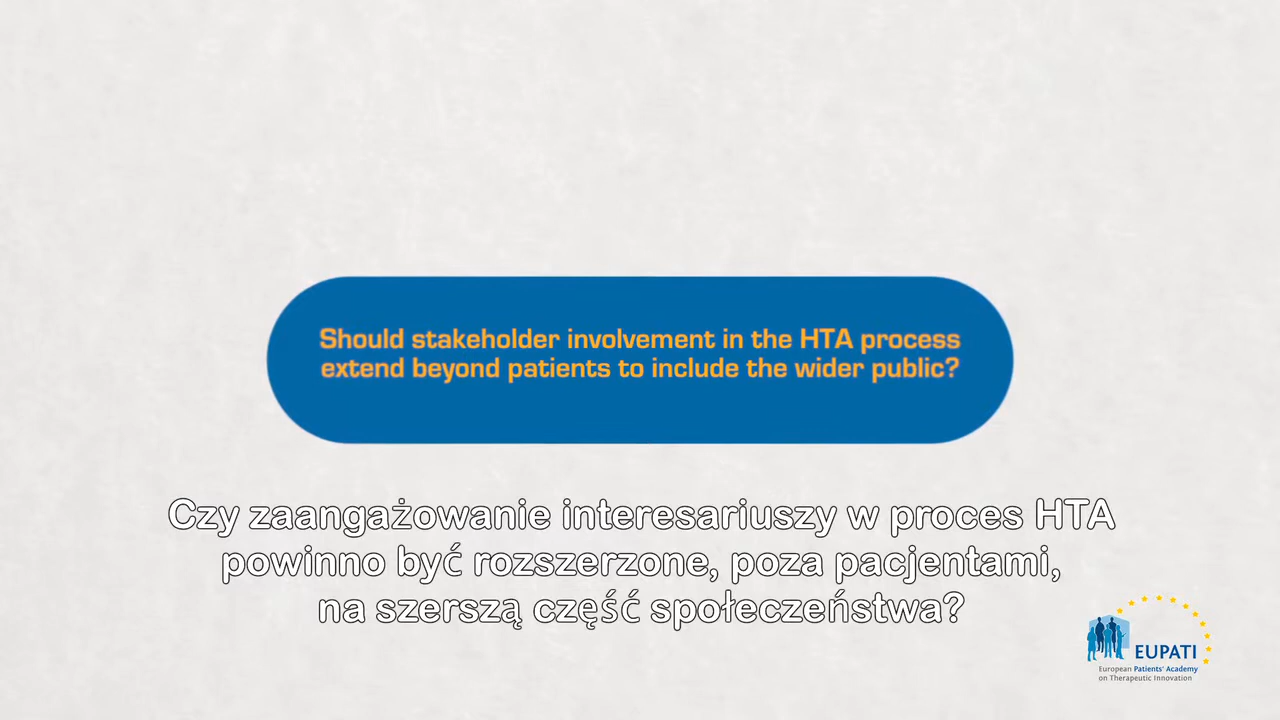 Should stakeholder involvement in the HTA process
extend beyond patients to include the wider public?
Czy zaangażowanie interesariuszy w proces HTA
powinno być rozszerzone, poza pacjentami,
na szerszą część społeczeństwa?
EUPATI
European Patients' Academy
on Therapeutic Innovation